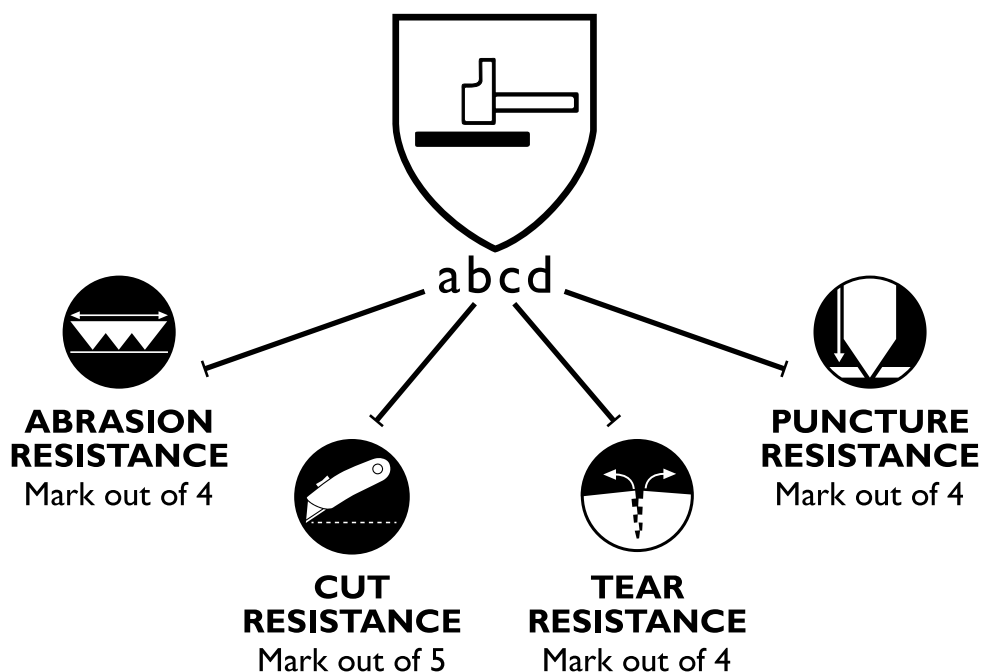 abcd
ABRASION
RESISTANCE
Mark out of 4
CUT
RESISTANCE
Mark out of 5
TEAR
RESISTANCE
Mark out of 4
PUNCTURE
RESISTANCE
Mark out of 4